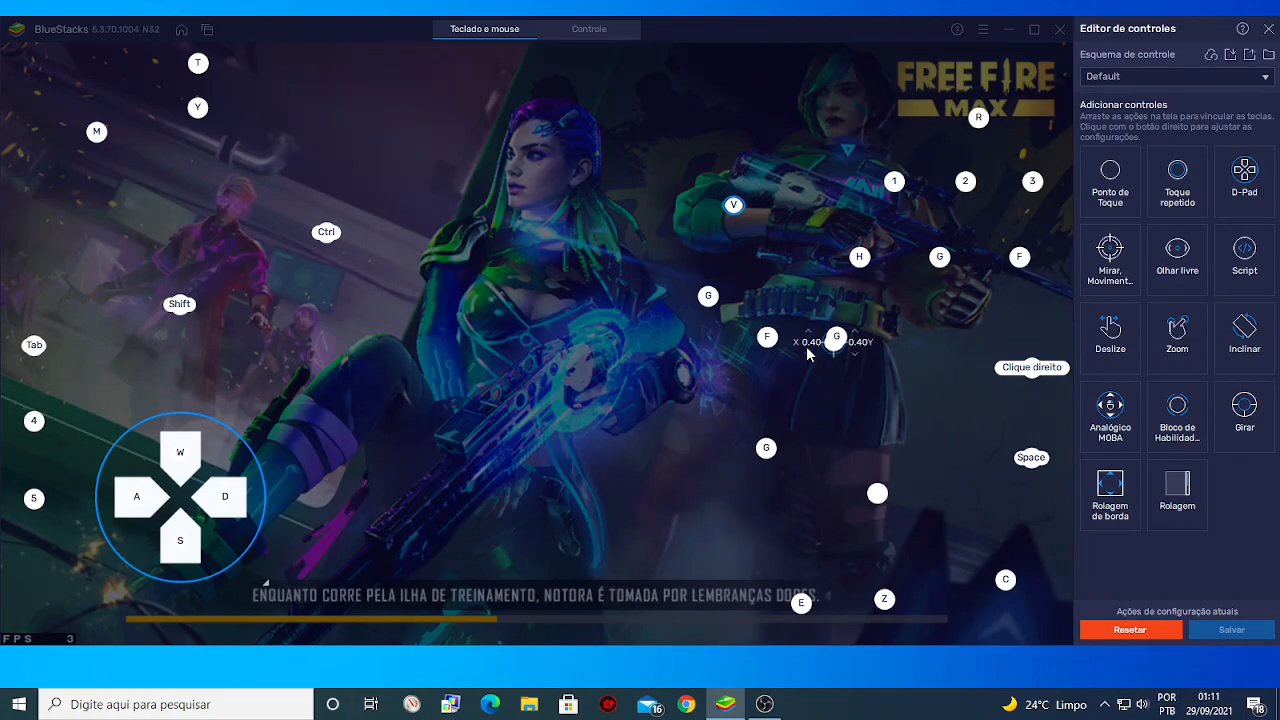 BlueStacks 5.3.70.1004 N32
Teclado e mouse
Controle
Editor de controles
Esquema de controle
Default
Adicionar controles
Arraste as ações na tela para vincular as teclas.
Clique com o botão direito para ajustar as
configurações.
Ponto de
Toque
Toque
repetido
D-Pad
Mirar,
Moviment...
Olhar livre
Script
Deslize
Zoom
Inclinar
Analógico
MOBA
Bloco de
Habilidad...
Girar
Rolagem
de borda
Rolagem
Ações de configuração atuais
Resetar
Salvar
FREE FIRE
MAX
T
Y
M
R
1
2
3
V
Ctrl
H
G
F
G
Shift
F
G
X 0.40
0.40Y
Tab
Clique direito
4
W
G
Space
A
D
5
S
C
ENQUANTO CORRE PELA ILHA DE TREINAMENTO, NOTORA É TOMADA POR LEMBRANÇAS DORES.
E
Z
FPS 3
Digite aqui para pesquisar
16
24°C Limpo
POR
PTB
01:11
29/09/2021
18